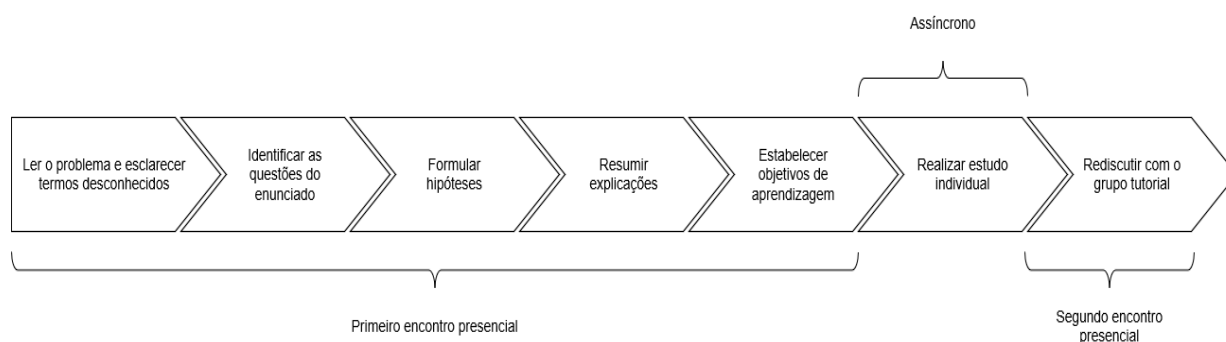 Assíncrono
Ler o problema e esclarecer
termos desconhecidos
Identificar as
questões do
enunciado
Formular
hipóteses
Resumir
explicações
Estabelecer
objetivos de
aprendizagem
Realizar estudo
individual
Rediscutir com o
grupo tutorial
Primeiro encontro presencial
Segundo encontro
presencial